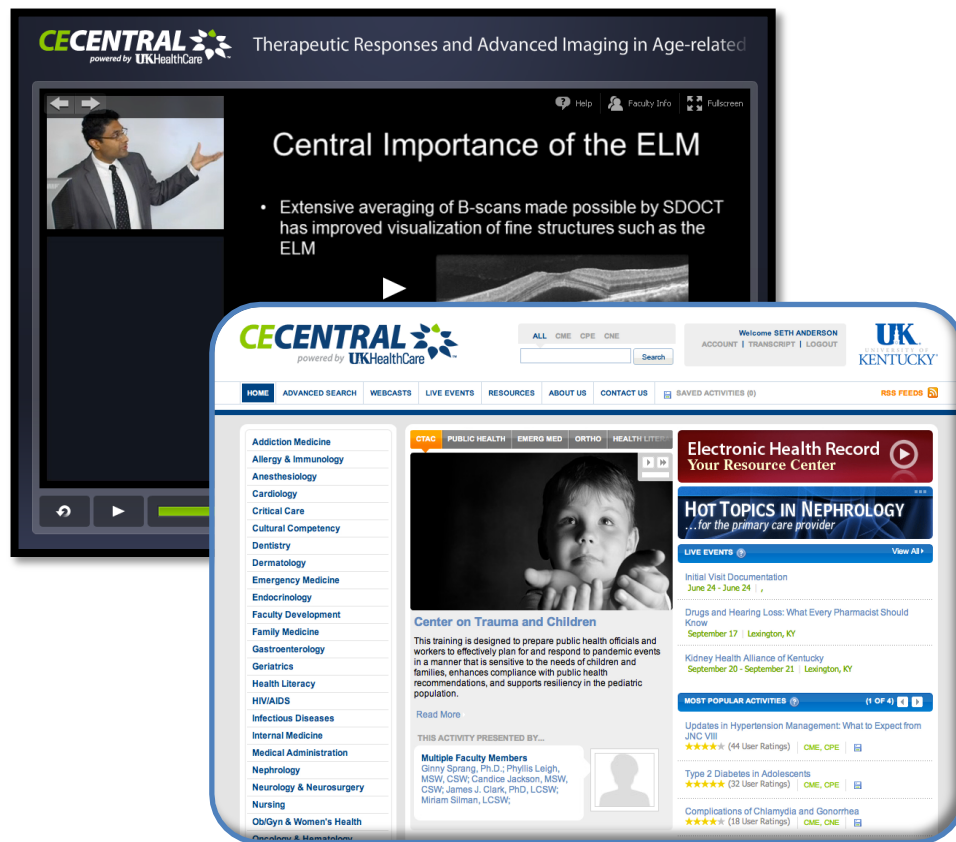 CECENTRAL
powered by UKHealthCare
Therapeutic Responses and Advanced Imaging in Age-related
Help
Faculty Info
Fullscreen
Central Importance of the ELM
• Extensive averaging of B-scans made possible by SDOCT
has improved visualization of fine structures such as the
ELM
CECENTRAL
powered by UKHealthCare
ALL CME CPE CNE
Search
Welcome SETH ANDERSON
ACCOUNT | TRANSCRIPT | LOGOUT
UK
UNIVERSITY OF
KENTUCKY
HOME
ADVANCED SEARCH
WEBCASTS
LIVE EVENTS
RESOURCES
ABOUT US
CONTACT US
SAVED ACTIVITIES (0)
RSS FEEDS
Addiction Medicine
Allergy & Immunology
Anesthesiology
Cardiology
Critical Care
Cultural Competency
Dentistry
Dermatology
Emergency Medicine
Endocrinology
Faculty Development
Family Medicine
Gastroenterology
Geriatrics
Health Literacy
HIV/AIDS
Infectious Diseases
Internal Medicine
Medical Administration
Nephrology
Neurology & Neurosurgery
Nursing
Ob/Gyn & Women's Health
Oncology & Hematology
CTAC
PUBLIC HEALTH
EMERG MED
ORTHO
HEALTH LITERA
Center on Trauma and Children
This training is designed to prepare public health officials and
workers to effectively plan for and respond to pandemic events
in a manner that is sensitive to the needs of children and
families, enhances compliance with public health
recommendations, and supports resiliency in the pediatric
population.
Read More
THIS ACTIVITY PRESENTED BY...
Multiple Faculty Members
Ginny Sprang, Ph.D.; Phyllis Leigh,
MSW, CSW; Candice Jackson, MSW,
CSW; James J. Clark, PhD, LCSW;
Miriam Silman, LCSW;
Electronic Health Record
Your Resource Center
HOT TOPICS IN NEPHROLOGY
...for the primary care provider
LIVE EVENTS ?
View All
Initial Visit Documentation
June 24 - June 24 | ,
Drugs and Hearing Loss: What Every Pharmacist Should
Know
September 17 | Lexington, KY
Kidney Health Alliance of Kentucky
September 20 - September 21 | Lexington, KY
MOST POPULAR ACTIVITIES ?
(1 OF 4)
Updates in Hypertension Management: What to Expect from
JNC VIII
(44 User Ratings) | CME, CPE
Type 2 Diabetes in Adolescents
(32 User Ratings) | CME, CPE
Complications of Chlamydia and Gonorrhea
(18 User Ratings) | CME, CNE